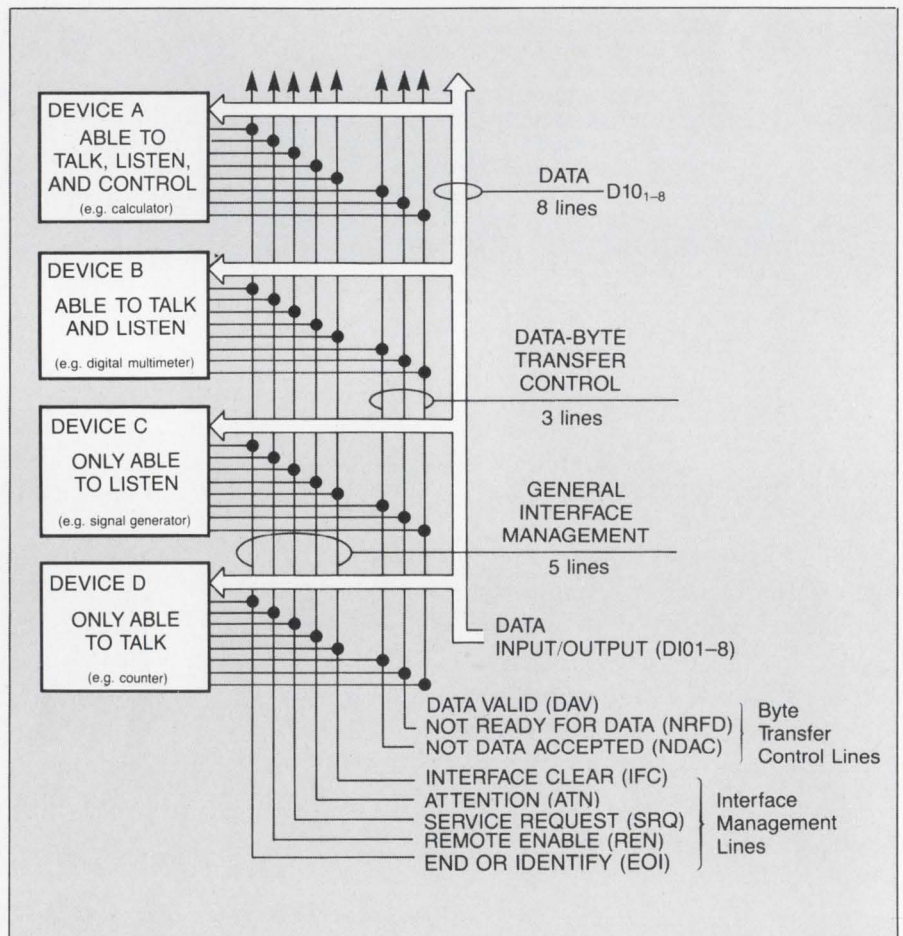 DEVICE A
ABLE TO
TALK, LISTEN,
AND CONTROL
(e.g. calculator)
DATA
8 lines
D10₁₋₈
DEVICE B
ABLE TO TALK
AND LISTEN
(e.g. digital multimeter)
DATA-BYTE
TRANSFER
CONTROL
3 lines
DEVICE C
ONLY ABLE
TO LISTEN
(e.g. signal generator)
GENERAL
INTERFACE
MANAGEMENT
5 lines
DEVICE D
ONLY ABLE
TO TALK
(e.g. counter)
DATA
INPUT/OUTPUT (DI01–8)
DATA VALID (DAV)
NOT READY FOR DATA (NRFD)
NOT DATA ACCEPTED (NDAC)
Byte
Transfer
Control Lines
INTERFACE CLEAR (IFC)
ATTENTION (ATN)
SERVICE REQUEST (SRQ)
REMOTE ENABLE (REN)
END OR IDENTIFY (EOI)
Interface
Management
Lines